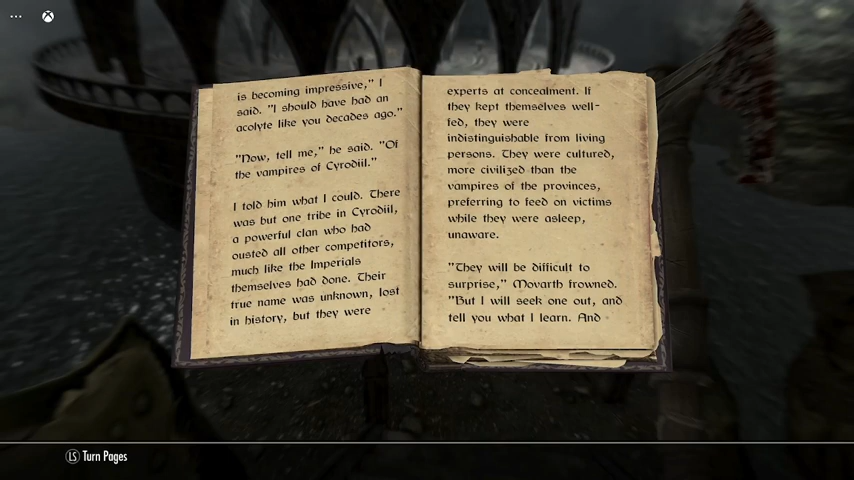 is becoming impressive," I
said. "I should have had an
acolyte like you decades ago."
"Now, tell me," he said. "Of
the vampires of Cyrodiil."
I told him what I could. There
was but one tribe in Cyrodiil,
a powerful clan who had
ousted all other competitors,
much like the Imperials
themselves had done. Their
true name was unknown, lost
in history, but they were
experts at concealment. If
they kept themselves well-
fed, they were
indistinguishable from living
persons. They were cultured,
more civilized than the
vampires of the provinces,
preferring to feed on victims
while they were asleep,
unaware.
"They will be difficult to
surprise," Movarth frowned.
"But I will seek one out, and
tell you what I learn. And
LS Turn Pages